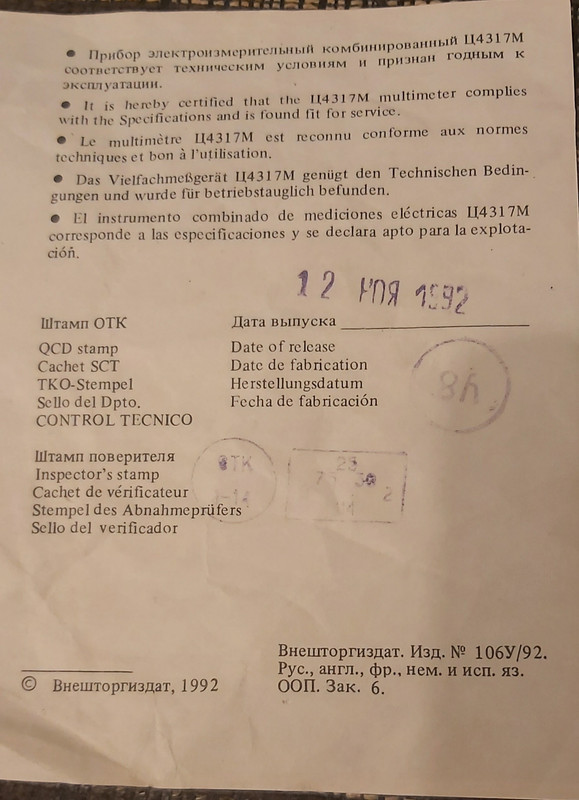 ● Прибор электроизмерительный комбинированный Ц4317М
соответствует техническим условиям и признан годным к
эксплуатации.
● It is hereby certified that the Ц4317М multimeter complies
with the Specifications and is found fit for service.
● Le multimètre Ц4317М est reconnu conforme aux normes
techniques et bon à l'utilisation.
● Das Vielfachmeßgerät Ц4317М genügt den Technischen Bedin-
gungen und wurde für betriebstauglich befunden.
● El instrumento combinado de mediciones eléctricas Ц4317М
corresponde a las especificaciones y se declara apto para la explota-
ción.
12 1992
Штамп ОТК Дата выпуска
QCD stamp Date of release
Cachet SCT Date de fabrication
TKO-Stempel Herstellungsdatum
Sello del Dpto. Fecha de fabricación
CONTROL TECNICO
Штамп поверителя
Inspector's stamp
Cachet de vérificateur
Stempel des Abnahmeprüfers
Sello del verificador
ОТК
Внешторгиздат. Изд. № 106У/92.
Рус., англ., фр., нем. и исп. яз.
ООП. Зак. 6.
© Внешторгиздат, 1992